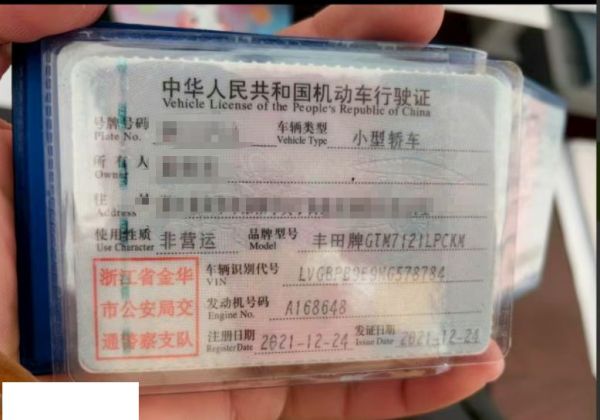 中华人民共和国机动车行驶证
Vehicle License of the People's Republic of China
号牌号码 车辆类型 小型轿车
Plate No. Vehicle Type
所有人
Owner
住 址
Address
使用性质 非营运 品牌型号 丰田牌GTM7121LPCKM
Use Character Model
浙江省金华 车辆识别代号
VIN
市公安局交 发动机号码 A168648
Engine No.
通警察支队 注册日期 2021-12-24 发证日期 2021-12-24
Register Date Issue Date